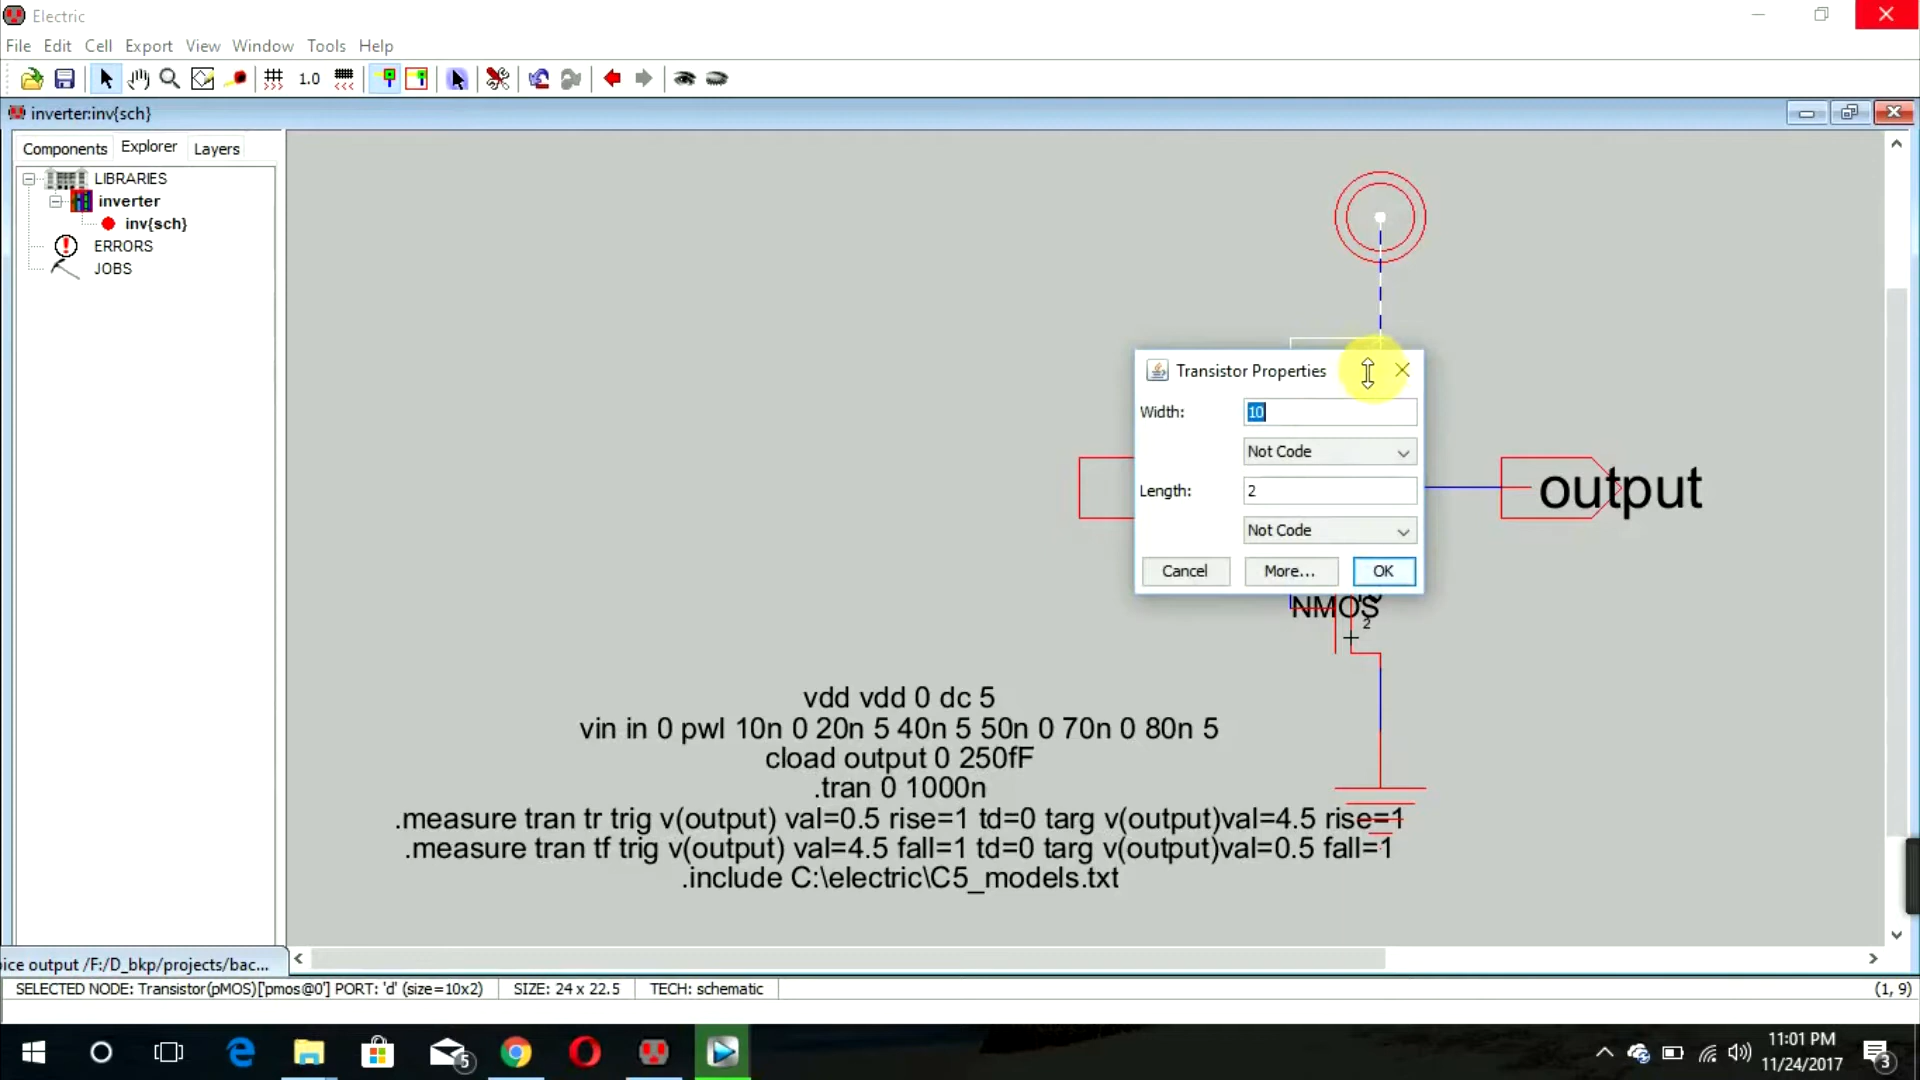 Electric
File Edit Cell Export View Window Tools Help
1.0
inverter:inv{sch}
Components Explorer Layers
LIBRARIES
inverter
inv{sch}
ERRORS
JOBS
Transistor Properties
Width: 10
Not Code
Length: 2
Not Code
Cancel More... OK
output
NMOS
2
vdd vdd 0 dc 5
vin in 0 pwl 10n 0 20n 5 40n 5 50n 0 70n 0 80n 5
cload output 0 250fF
.tran 0 1000n
.measure tran tr trig v(output) val=0.5 rise=1 td=0 targ v(output)val=4.5 rise=1
.measure tran tf trig v(output) val=4.5 fall=1 td=0 targ v(output)val=0.5 fall=1
.include C:\electric\C5_models.txt
ice output /F:/D_bkp/projects/bac...
SELECTED NODE: Transistor(pMOS)['pmos@0'] PORT: 'd' (size=10x2) SIZE: 24 x 22.5 TECH: schematic (1, 9)
5
11:01 PM
11/24/2017
3